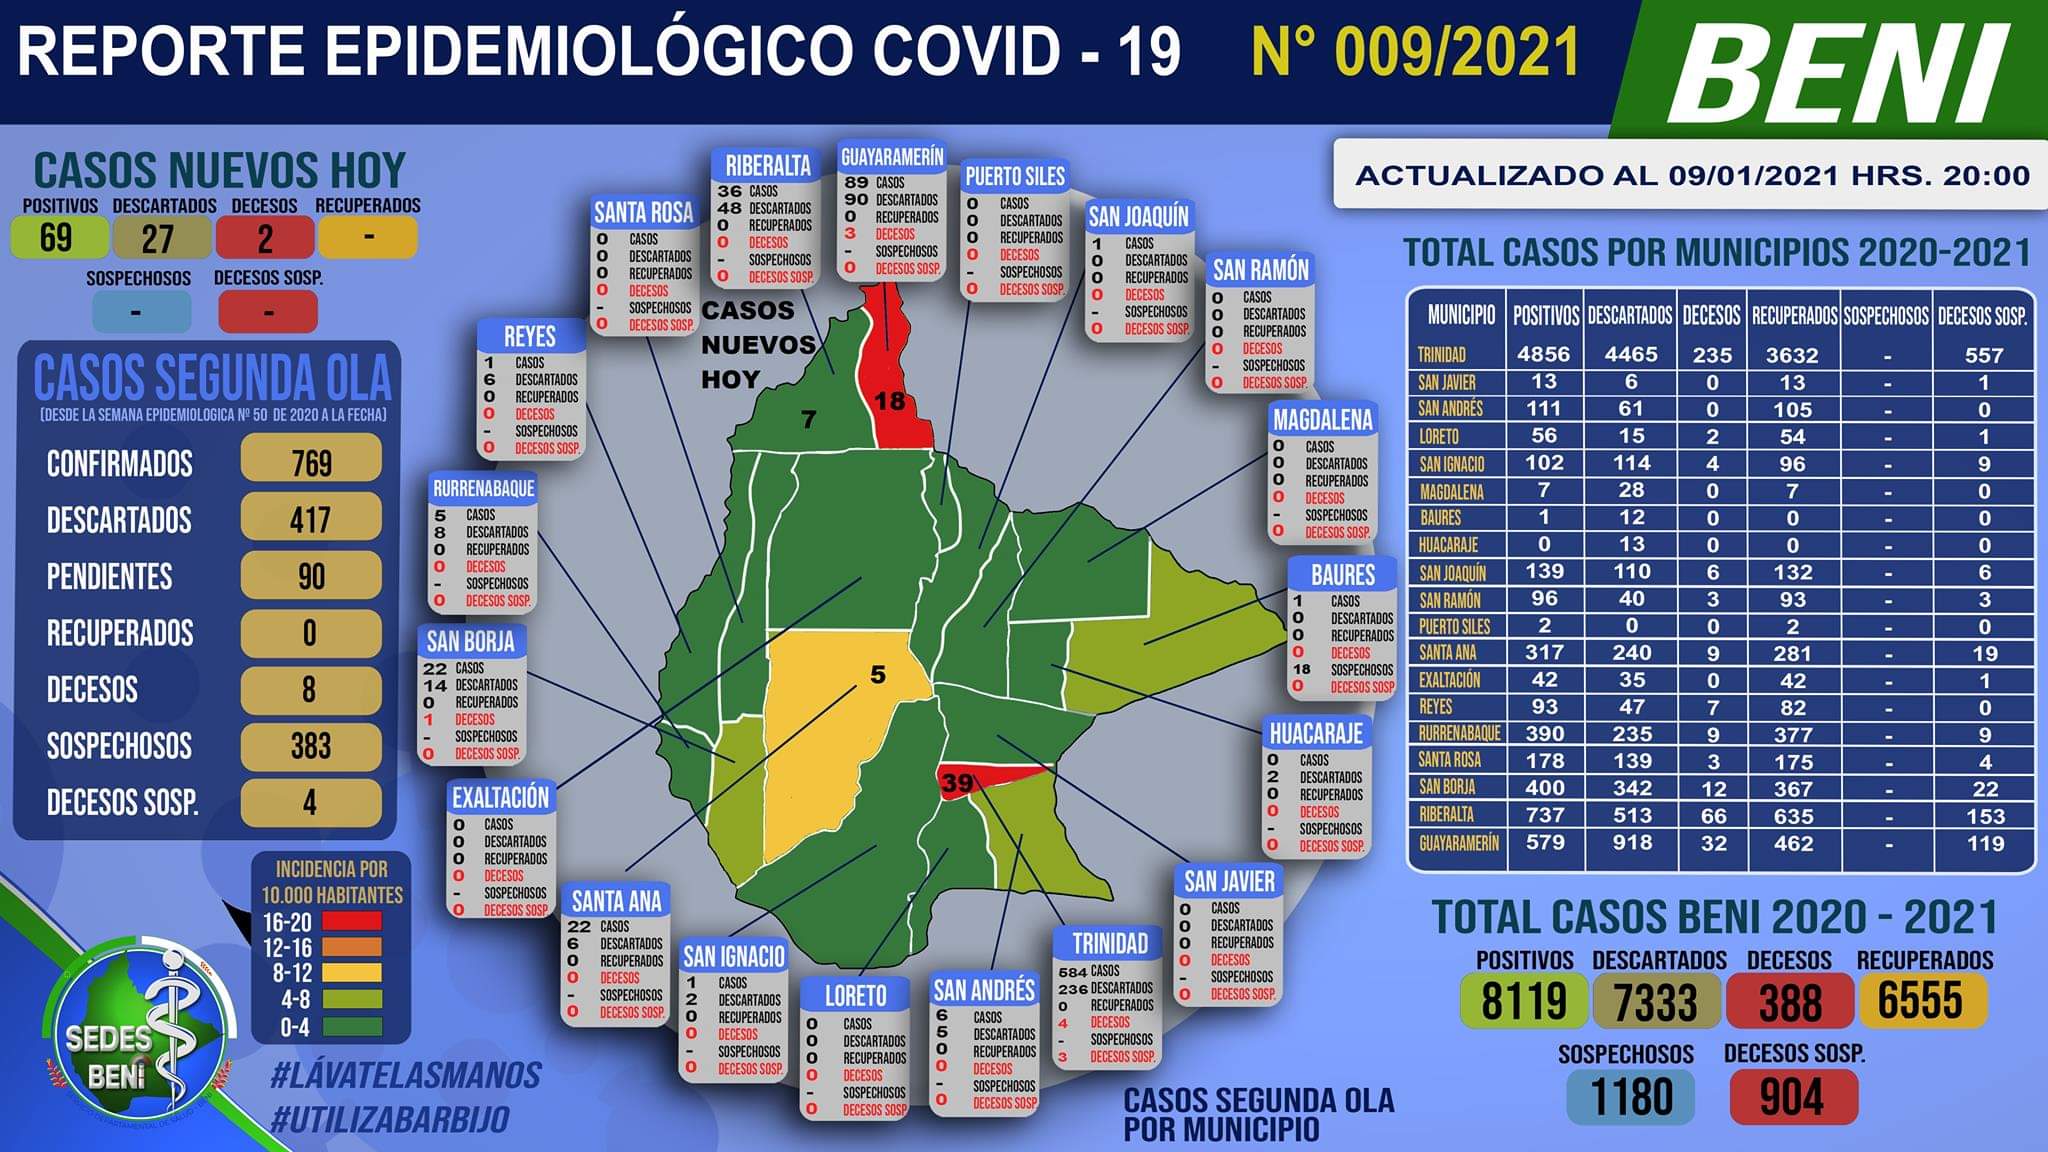 REPORTE EPIDEMIOLÓGICO COVID - 19 N° 009/2021 BENI
ACTUALIZADO AL 09/01/2021 HRS. 20:00
CASOS NUEVOS HOY
POSITIVOS DESCARTADOS DECESOS RECUPERADOS
69 27 2 -
SOSPECHOSOS DECESOS SOSP.
- -
CASOS SEGUNDA OLA
(DESDE LA SEMANA EPIDEMIOLOGICA Nº 50 DE 2020 A LA FECHA)
CONFIRMADOS 769
DESCARTADOS 417
PENDIENTES 90
RECUPERADOS 0
DECESOS 8
SOSPECHOSOS 383
DECESOS SOSP. 4
INCIDENCIA POR
10.000 HABITANTES
16-20
12-16
8-12
4-8
0-4
SEDES
BENI
#LÁVATELASMANOS
#UTILIZABARBIJO
CASOS
NUEVOS
HOY
7
18
5
39
SANTA ROSA
0 CASOS
0 DESCARTADOS
0 RECUPERADOS
0 DECESOS
- SOSPECHOSOS
0 DECESOS SOSP.
RIBERALTA
36 CASOS
48 DESCARTADOS
0 RECUPERADOS
0 DECESOS
- SOSPECHOSOS
0 DECESOS SOSP.
GUAYARAMERÍN
89 CASOS
90 DESCARTADOS
0 RECUPERADOS
3 DECESOS
- SOSPECHOSOS
0 DECESOS SOSP.
PUERTO SILES
0 CASOS
0 DESCARTADOS
0 RECUPERADOS
0 DECESOS
- SOSPECHOSOS
0 DECESOS SOSP.
SAN JOAQUÍN
1 CASOS
0 DESCARTADOS
0 RECUPERADOS
0 DECESOS
- SOSPECHOSOS
0 DECESOS SOSP.
SAN RAMÓN
0 CASOS
0 DESCARTADOS
0 RECUPERADOS
0 DECESOS
- SOSPECHOSOS
0 DECESOS SOSP.
MAGDALENA
0 CASOS
0 DESCARTADOS
0 RECUPERADOS
0 DECESOS
- SOSPECHOSOS
0 DECESOS SOSP.
BAURES
1 CASOS
0 DESCARTADOS
0 RECUPERADOS
0 DECESOS
18 SOSPECHOSOS
0 DECESOS SOSP.
HUACARAJE
0 CASOS
2 DESCARTADOS
0 RECUPERADOS
0 DECESOS
- SOSPECHOSOS
0 DECESOS SOSP.
SAN JAVIER
0 CASOS
0 DESCARTADOS
0 RECUPERADOS
0 DECESOS
- SOSPECHOSOS
0 DECESOS SOSP.
TRINIDAD
584 CASOS
236 DESCARTADOS
0 RECUPERADOS
4 DECESOS
- SOSPECHOSOS
3 DECESOS SOSP.
SAN ANDRÉS
6 CASOS
5 DESCARTADOS
0 RECUPERADOS
0 DECESOS
- SOSPECHOSOS
0 DECESOS SOSP
LORETO
0 CASOS
0 DESCARTADOS
0 RECUPERADOS
0 DECESOS
- SOSPECHOSOS
0 DECESOS SOSP
SAN IGNACIO
1 CASOS
2 DESCARTADOS
0 RECUPERADOS
0 DECESOS
- SOSPECHOSOS
0 DECESOS SOSP.
SANTA ANA
22 CASOS
6 DESCARTADOS
0 RECUPERADOS
0 DECESOS
- SOSPECHOSOS
0 DECESOS SOSP.
EXALTACIÓN
0 CASOS
0 DESCARTADOS
0 RECUPERADOS
0 DECESOS
- SOSPECHOSOS
0 DECESOS SOSP
SAN BORJA
22 CASOS
14 DESCARTADOS
0 RECUPERADOS
1 DECESOS
- SOSPECHOSOS
0 DECESOS SOSP.
RURRENABAQUE
5 CASOS
8 DESCARTADOS
0 RECUPERADOS
0 DECESOS
- SOSPECHOSOS
0 DECESOS SOSP.
REYES
1 CASOS
6 DESCARTADOS
0 RECUPERADOS
0 DECESOS
- SOSPECHOSOS
0 DECESOS SOSP.
CASOS SEGUNDA OLA
POR MUNICIPIO
TOTAL CASOS POR MUNICIPIOS 2020-2021
MUNICIPIO POSITIVOS DESCARTADOS DECESOS RECUPERADOS SOSPECHOSOS DECESOS SOSP.
TRINIDAD 4856 4465 235 3632 - 557
SAN JAVIER 13 6 0 13 - 1
SAN ANDRÉS 111 61 0 105 - 0
LORETO 56 15 2 54 - 1
SAN IGNACIO 102 114 4 96 - 9
MAGDALENA 7 28 0 7 - 0
BAURES 1 12 0 0 - 0
HUACARAJE 0 13 0 0 - 0
SAN JOAQUÍN 139 110 6 132 - 6
SAN RAMÓN 96 40 3 93 - 3
PUERTO SILES 2 0 0 2 - 0
SANTA ANA 317 240 9 281 - 19
EXALTACIÓN 42 35 0 42 - 1
REYES 93 47 7 82 - 0
RURRENABAQUE 390 235 9 377 - 9
SANTA ROSA 178 139 3 175 - 4
SAN BORJA 400 342 12 367 - 22
RIBERALTA 737 513 66 635 - 153
GUAYARAMERÍN 579 918 32 462 - 119
TOTAL CASOS BENI 2020 - 2021
POSITIVOS DESCARTADOS DECESOS RECUPERADOS
8119 7333 388 6555
SOSPECHOSOS DECESOS SOSP.
1180 904